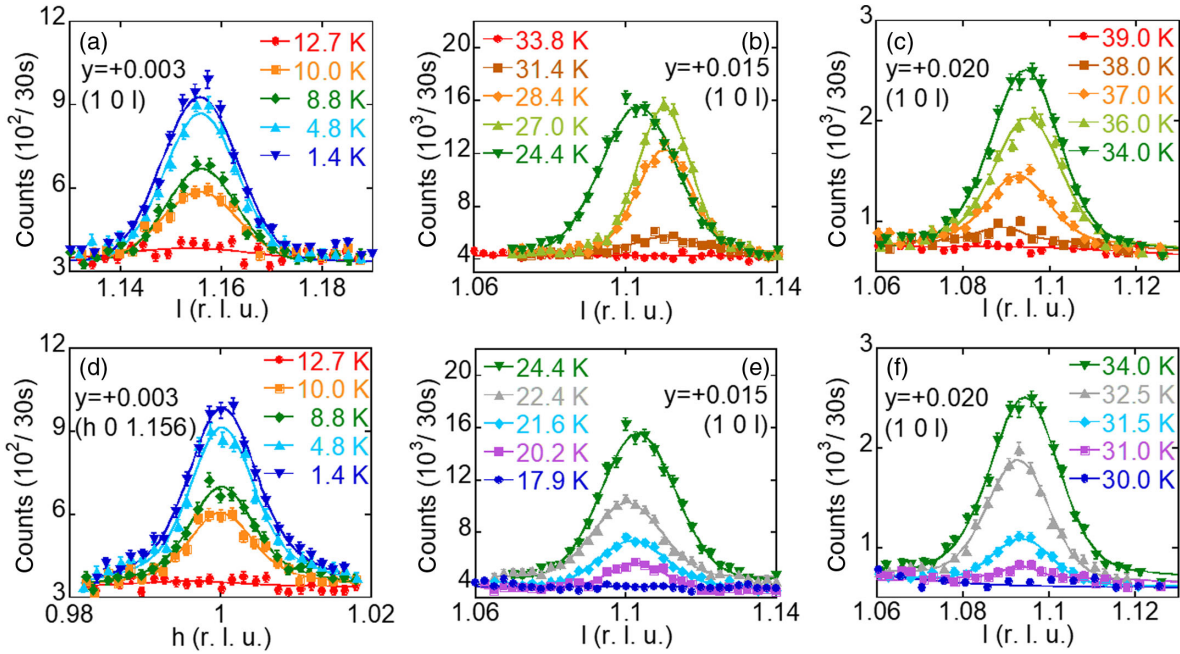 12
9
6
3
Counts (10²/ 30s)
(a)
y=+0.003
(1 0 l)
12.7 K
10.0 K
8.8 K
4.8 K
1.4 K
1.14 1.16 1.18
l (r. l. u.)
20
16
12
8
4
Counts (10³/ 30s)
(b)
33.8 K
31.4 K
28.4 K
27.0 K
24.4 K
y=+0.015
(1 0 l)
1.06 1.1 1.14
l (r. l. u.)
3
2
1
Counts (10³/ 30s)
(c)
y=+0.020
(1 0 l)
39.0 K
38.0 K
37.0 K
36.0 K
34.0 K
1.06 1.08 1.10 1.12
l (r. l. u.)
12
9
6
3
Counts (10²/ 30s)
(d)
y=+0.003
(h 0 1.156)
12.7 K
10.0 K
8.8 K
4.8 K
1.4 K
0.98 1 1.02
h (r. l. u.)
20
16
12
8
4
Counts (10³/ 30s)
24.4 K
22.4 K
21.6 K
20.2 K
17.9 K
(e)
y=+0.015
(1 0 l)
1.06 1.1 1.14
l (r. l. u.)
3
2
1
Counts (10³/ 30s)
(f)
y=+0.020
(1 0 l)
34.0 K
32.5 K
31.5 K
31.0 K
30.0 K
1.06 1.08 1.10 1.12
l (r. l. u.)